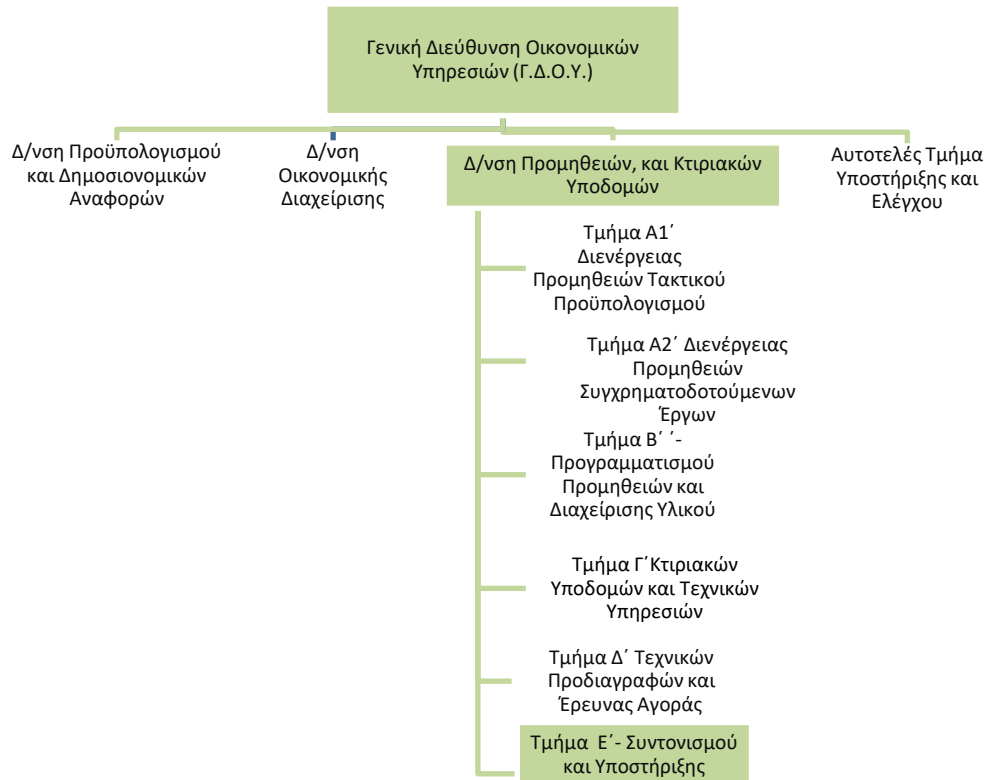 Γενική Διεύθυνση Οικονομικών
Υπηρεσιών (Γ.Δ.Ο.Υ.)
Δ/νση Προϋπολογισμού
και Δημοσιονομικών
Αναφορών
Δ/νση
Οικονομικής
Διαχείρισης
Δ/νση Προμηθειών, και Κτιριακών
Υποδομών
Αυτοτελές Τμήμα
Υποστήριξης και
Ελέγχου
Τμήμα Α1΄
Διενέργειας
Προμηθειών Τακτικού
Προϋπολογισμού
Τμήμα Α2΄ Διενέργειας
Προμηθειών
Συγχρηματοδοτούμενων
Έργων
Τμήμα Β΄ ΄-
Προγραμματισμού
Προμηθειών και
Διαχείρισης Υλικού
Τμήμα Γ΄Κτιριακών
Υποδομών και Τεχνικών
Υπηρεσιών
Τμήμα Δ΄ Τεχνικών
Προδιαγραφών και
Έρευνας Αγοράς
Τμήμα Ε΄- Συντονισμού
και Υποστήριξης